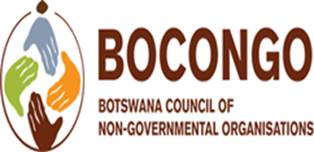 BOCONGO
BOTSWANA COUNCIL OF
NON-GOVERNMENTAL ORGANISATIONS